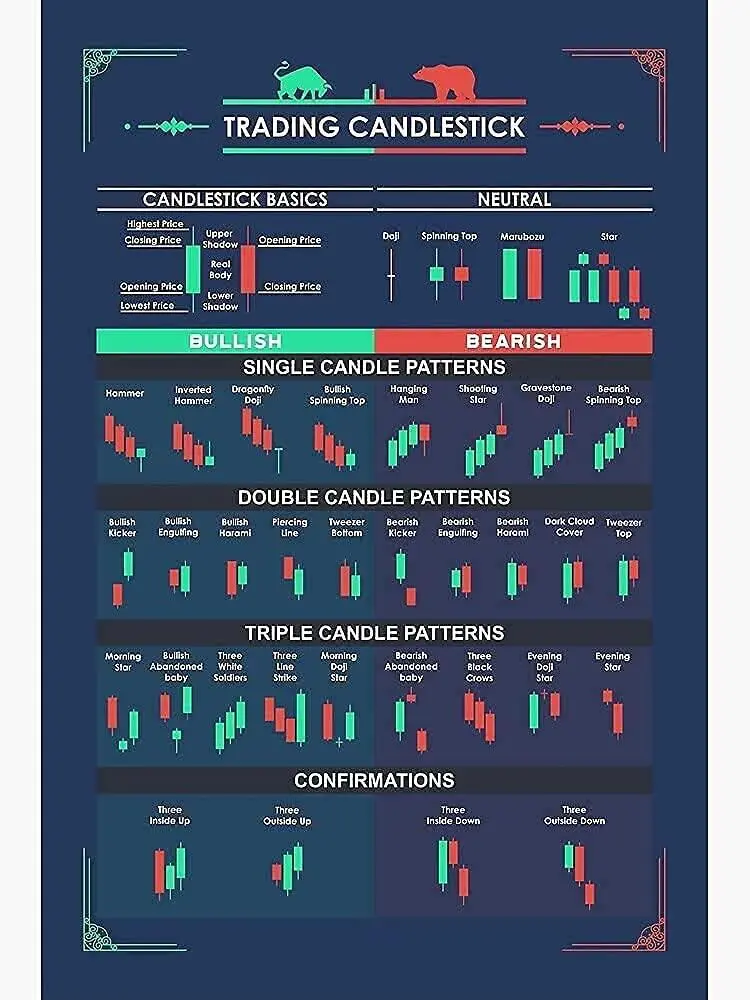 TRADING CANDLESTICK
CANDLESTICK BASICS
NEUTRAL
Highest Price
Closing Price
Opening Price
Lowest Price
Upper
Shadow
Real
Body
Lower
Shadow
Opening Price
Closing Price
Doji
Spinning Top
Marubozu
Star
BULLISH
BEARISH
SINGLE CANDLE PATTERNS
Hammer
Inverted
Hammer
Dragonfly
Doji
Bullish
Spinning Top
Hanging
Man
Shooting
Star
Gravestone
Doji
Bearish
Spinning Top
DOUBLE CANDLE PATTERNS
Bullish
Kicker
Bullish
Engulfing
Bullish
Harami
Piercing
Line
Tweezer
Bottom
Bearish
Kicker
Bearish
Engulfing
Bearish
Harami
Dark Cloud
Cover
Tweezer
Top
TRIPLE CANDLE PATTERNS
Morning
Star
Bullish
Abandoned
baby
Three
White
Soldiers
Three
Line
Strike
Morning
Doji
Star
Bearish
Abandoned
baby
Three
Black
Crows
Evening
Doji
Star
Evening
Star
CONFIRMATIONS
Three
Inside Up
Three
Outside Up
Three
Inside Down
Three
Outside Down